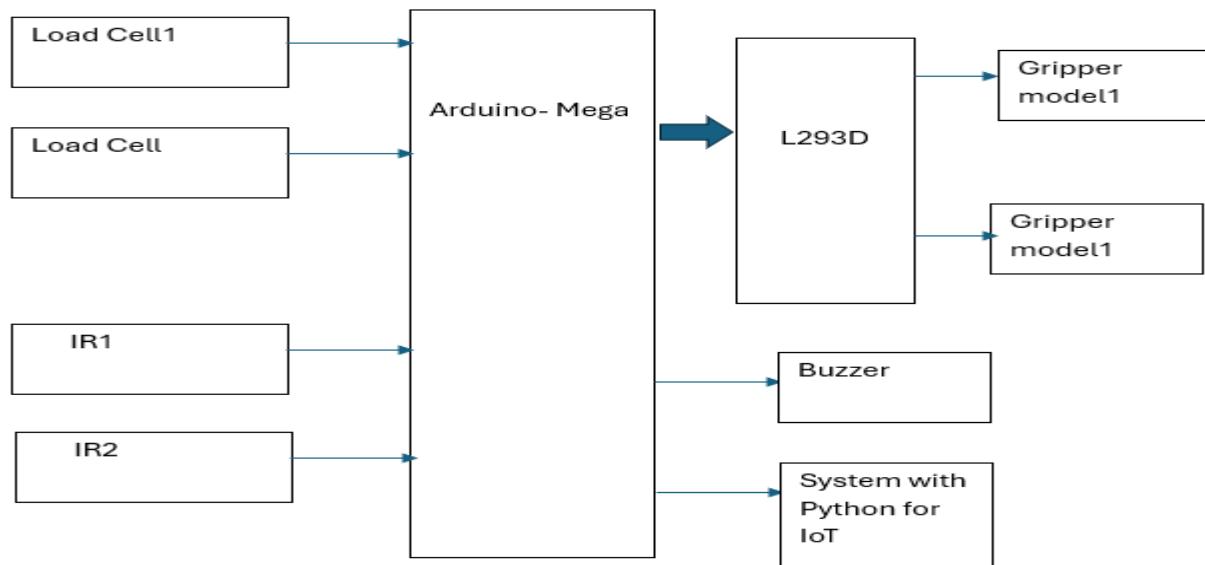 Load Cell1
Load Cell
IR1
IR2
Arduino- Mega
L293D
Gripper
model1
Gripper
model1
Buzzer
System with
Python for
IoT